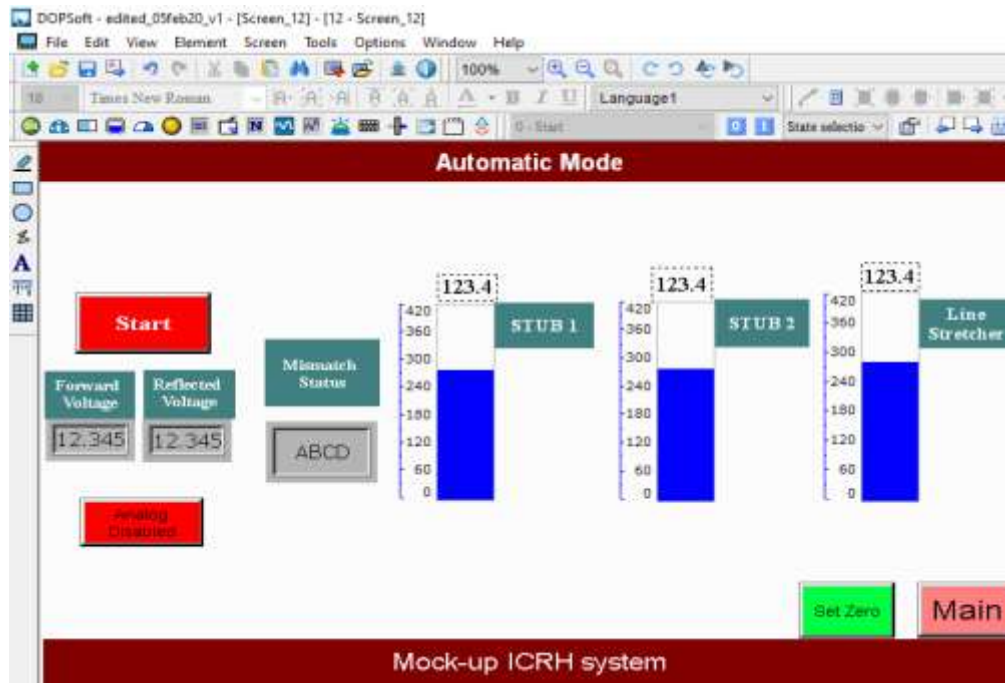 DOPSoft - edited_05feb20_v1 - [Screen_12] - [12 - Screen_12]
File Edit View Element Screen Tools Options Window Help
100%
Times New Roman Language1
0 - Start State selectio
Automatic Mode
123.4 123.4 123.4
Start
STUB 1
STUB 2
Line
Stretcher
420 420 420
360 360 360
300 300 300
240 240 240
180 180 180
120 120 120
60 60 60
0 0 0
Mismatch
Status
Forward
Voltage
Reflected
Voltage
12.345 12.345
ABCD
Analog
Disabled
Set Zero
Main
Mock-up ICRH system